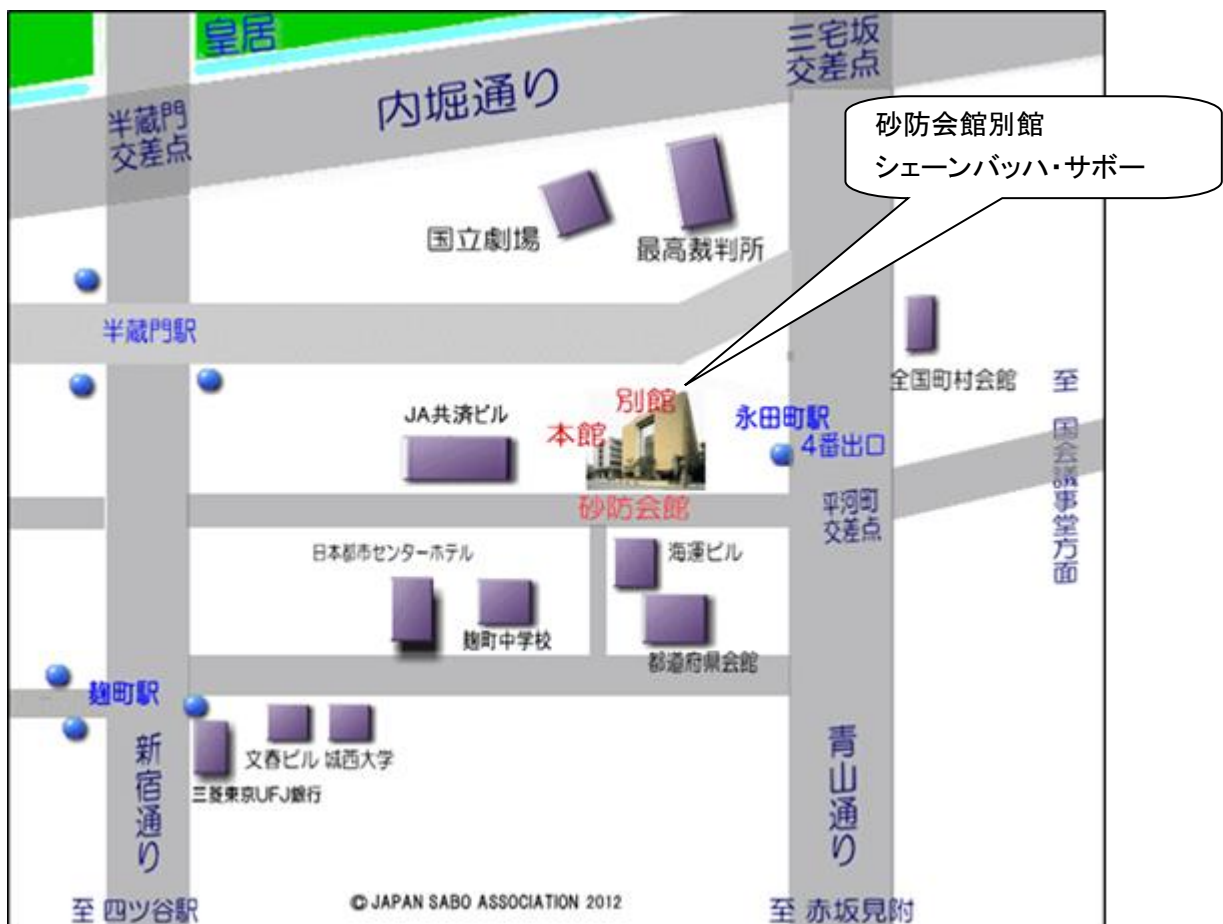 皇居
三宅坂
交差点
内堀通り
半蔵門
交差点
砂防会館別館
シェーンバッハ・サボー
国立劇場
最高裁判所
半蔵門駅
全国町村会館
至 国会議事堂方面
JA共済ビル
別館
本館
永田町駅
4番出口
砂防会館
平河町
交差点
日本都市センターホテル
海運ビル
麹町中学校
都道府県会館
麹町駅
新宿通り
文春ビル
城西大学
三菱東京UFJ銀行
青山通り
至 四ツ谷駅
© JAPAN SABO ASSOCIATION 2012
至 赤坂見附